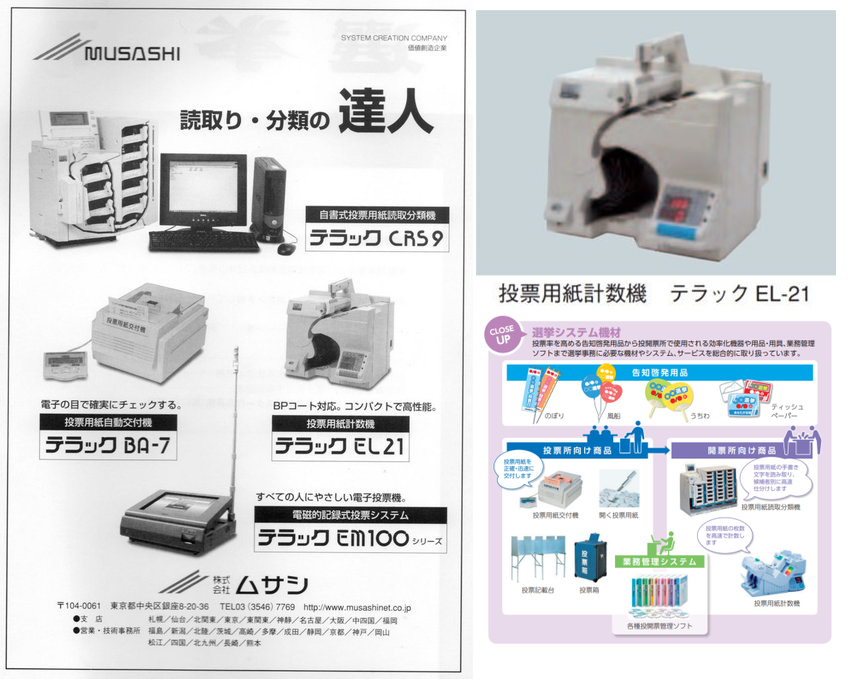 MUSASHI
SYSTEM CREATION COMPANY
価値創造企業
読取り・分類の 達人
自書式投票用紙読取分類機
テラック CRS9
投票用紙交付機
電子の目で確実にチェックする。
投票用紙自動交付機
テラック BA-7
BPコート対応。コンパクトで高性能。
投票用紙計数機
テラック EL21
すべての人にやさしい電子投票機。
電磁的記録式投票システム
テラック EM100 シリーズ
株式会社 ムサシ
〒104-0061 東京都中央区銀座8-20-36 TEL03(3546)7769 http://www.musashinet.co.jp
●支 店 札幌/仙台/北関東/東京/東関東/神静/名古屋/大阪/中四国/福岡
●営業・技術事務所 福島/新潟/北陸/茨城/高崎/多摩/成田/静岡/京都/神戸/岡山
松江/四国/北九州/長崎/熊本
投票用紙計数機 テラック EL-21
CLOSE UP
選挙システム機材
投票率を高める告知啓発用品から投開票所で使用される効率化機器や用品・用具、業務管理
ソフトまで選挙事務に必要な機材やシステム、サービスを総合的に取り扱っています。
告知啓発用品
のぼり
風船
うちわ
ティッシュ
ペーパー
投票所向け商品
開票所向け商品
投票用紙を
正確・迅速に
交付します
投票用紙交付機
開く投票用紙
投票用紙の手書き
文字を読み取り、
候補者別に高速
仕分けします
投票用紙読取分類機
投票用紙の枚数
を高速で計数し
ます
投票箱
投票記載台
投票箱
業務管理システム
各種投開票管理ソフト
投票用紙計数機